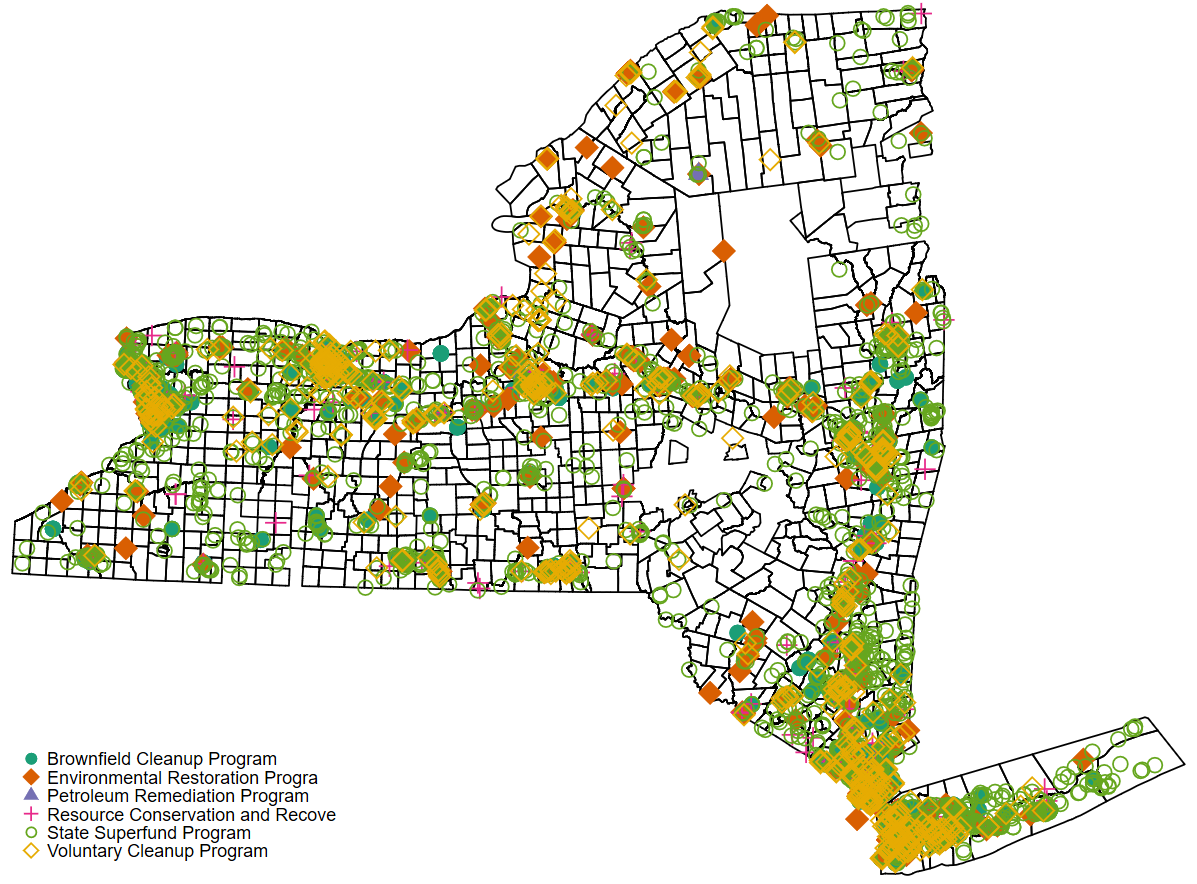 Brownfield Cleanup Program
Environmental Restoration Progra
Petroleum Remediation Program
Resource Conservation and Recove
State Superfund Program
Voluntary Cleanup Program